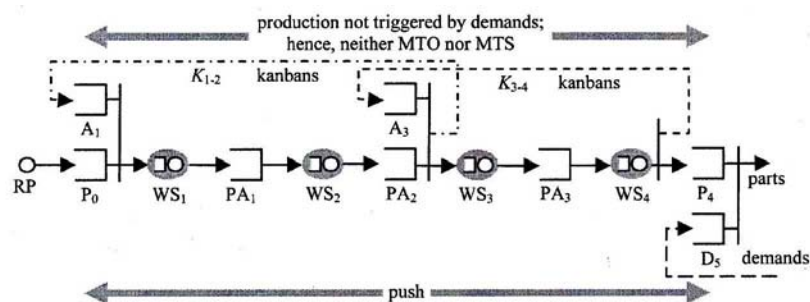 production not triggered by demands;
hence, neither MTO nor MTS
K1-2 kanbans
K3-4 kanbans
A1
A3
RP
P0
WS1
PA1
WS2
PA2
WS3
PA3
WS4
P4
parts
D5
demands
push